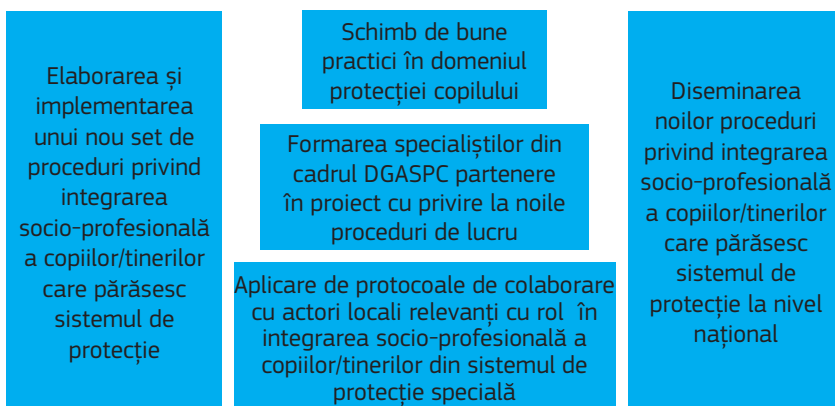 Elaborarea și
implementarea
unui nou set de
proceduri privind
integrarea
socio-profesională
a copiilor/tinerilor
care părăsesc
sistemul de
protecție
Schimb de bune
practici în domeniul
protecției copilului
Formarea specialiștilor din
cadrul DGASPC partenere
în proiect cu privire la noile
proceduri de lucru
Aplicare de protocoale de colaborare
cu actori locali relevanți cu rol în
integrarea socio-profesională a
copiilor/tinerilor din sistemul de
protecție specială
Diseminarea
noilor proceduri
privind integrarea
socio-profesională
a copiilor/tinerilor
care părăsesc
sistemul de
protecție la nivel
național